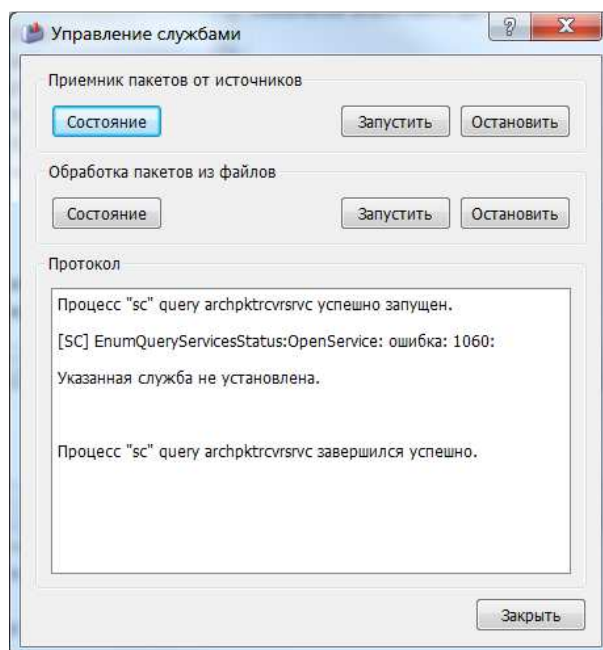 Управление службами
Приемник пакетов от источников
Состояние Запустить Остановить
Обработка пакетов из файлов
Состояние Запустить Остановить
Протокол
Процесс "sc" query archpktrcvrsrvc успешно запущен.
[SC] EnumQueryServicesStatus:OpenService: ошибка: 1060:
Указанная служба не установлена.
Процесс "sc" query archpktrcvrsrvc завершился успешно.
Закрыть